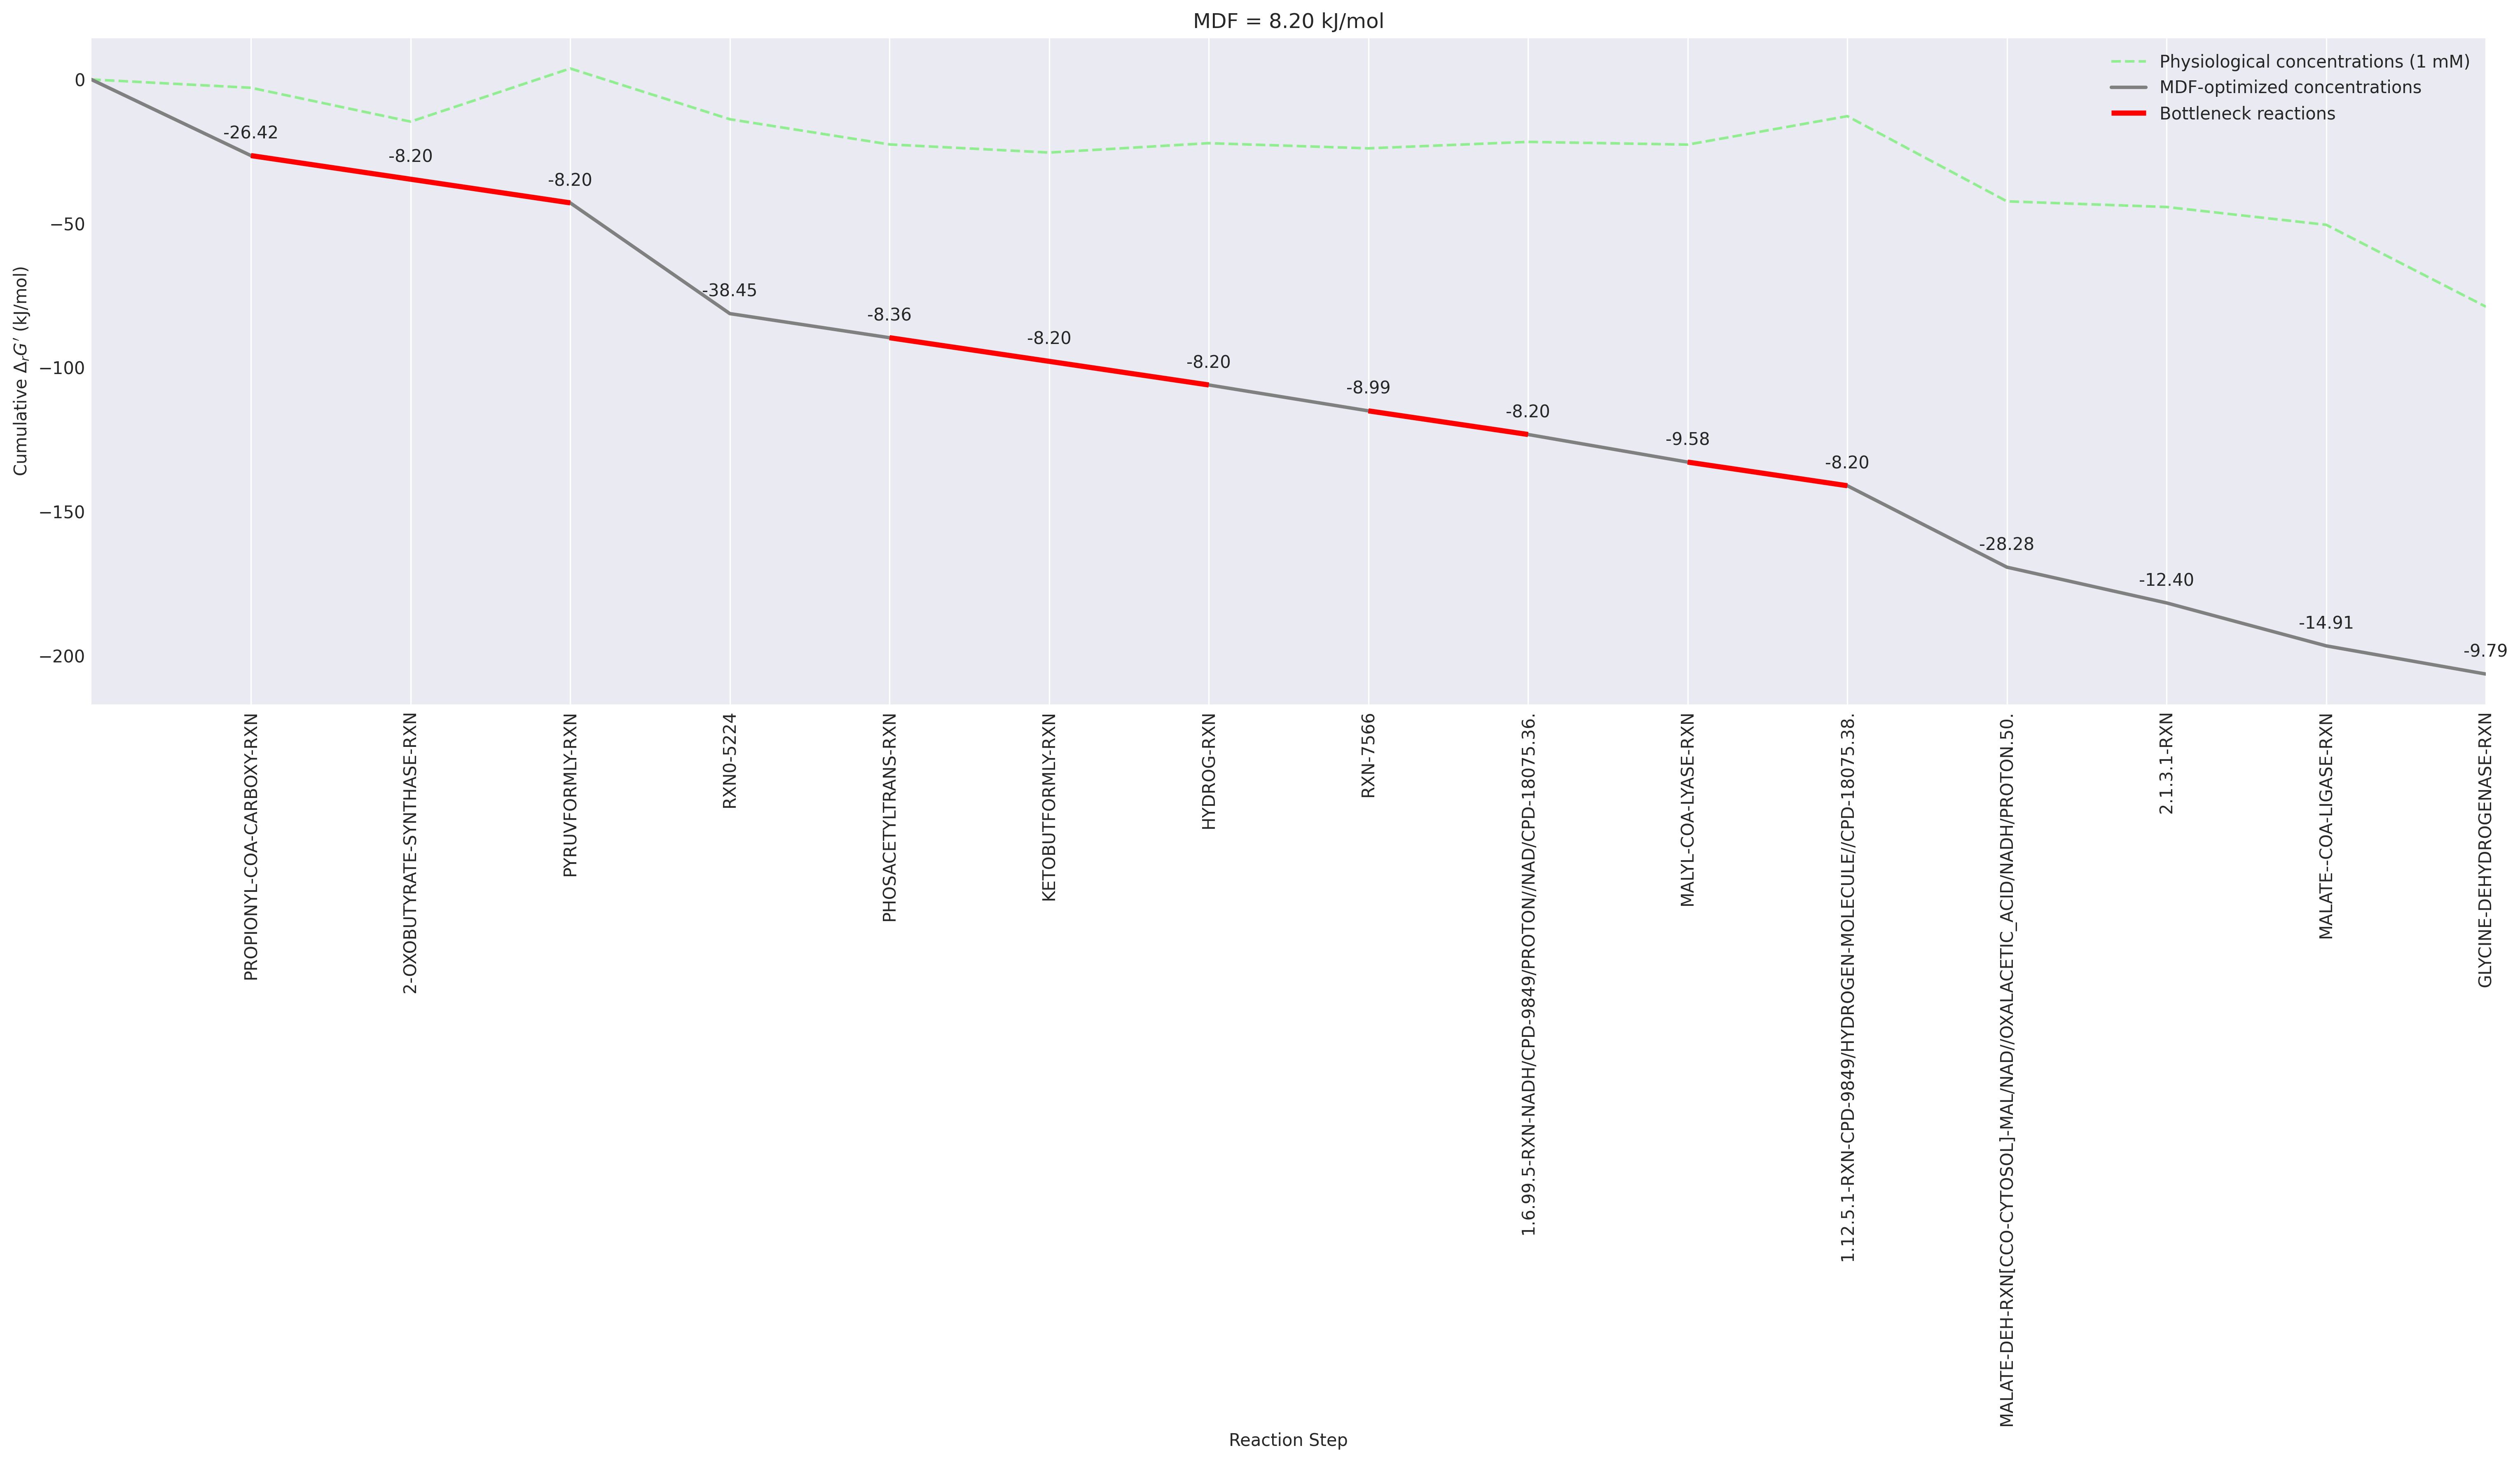 MDF = 8.20 kJ/mol
Physiological concentrations (1 mM)
MDF-optimized concentrations
Bottleneck reactions
Cumulative ΔrG′ (kJ/mol)
0
−50
−100
−150
−200
-26.42
-8.20
-8.20
-38.45
-8.36
-8.20
-8.20
-8.99
-8.20
-9.58
-8.20
-28.28
-12.40
-14.91
-9.79
PROPIONYL-COA-CARBOXY-RXN
2-OXOBUTYRATE-SYNTHASE-RXN
PYRUVFORMLY-RXN
RXN0-5224
PHOSACETYLTRANS-RXN
KETOBUTFORMLY-RXN
HYDROG-RXN
RXN-7566
1.6.99.5-RXN-NADH/CPD-9849/PROTON//NAD/CPD-18075.36.
MALYL-COA-LYASE-RXN
1.12.5.1-RXN-CPD-9849/HYDROGEN-MOLECULE//CPD-18075.38.
MALATE-DEH-RXN[CCO-CYTOSOL]-MAL/NAD//OXALACETIC_ACID/NADH/PROTON.50.
2.1.3.1-RXN
MALATE--COA-LIGASE-RXN
GLYCINE-DEHYDROGENASE-RXN
Reaction Step